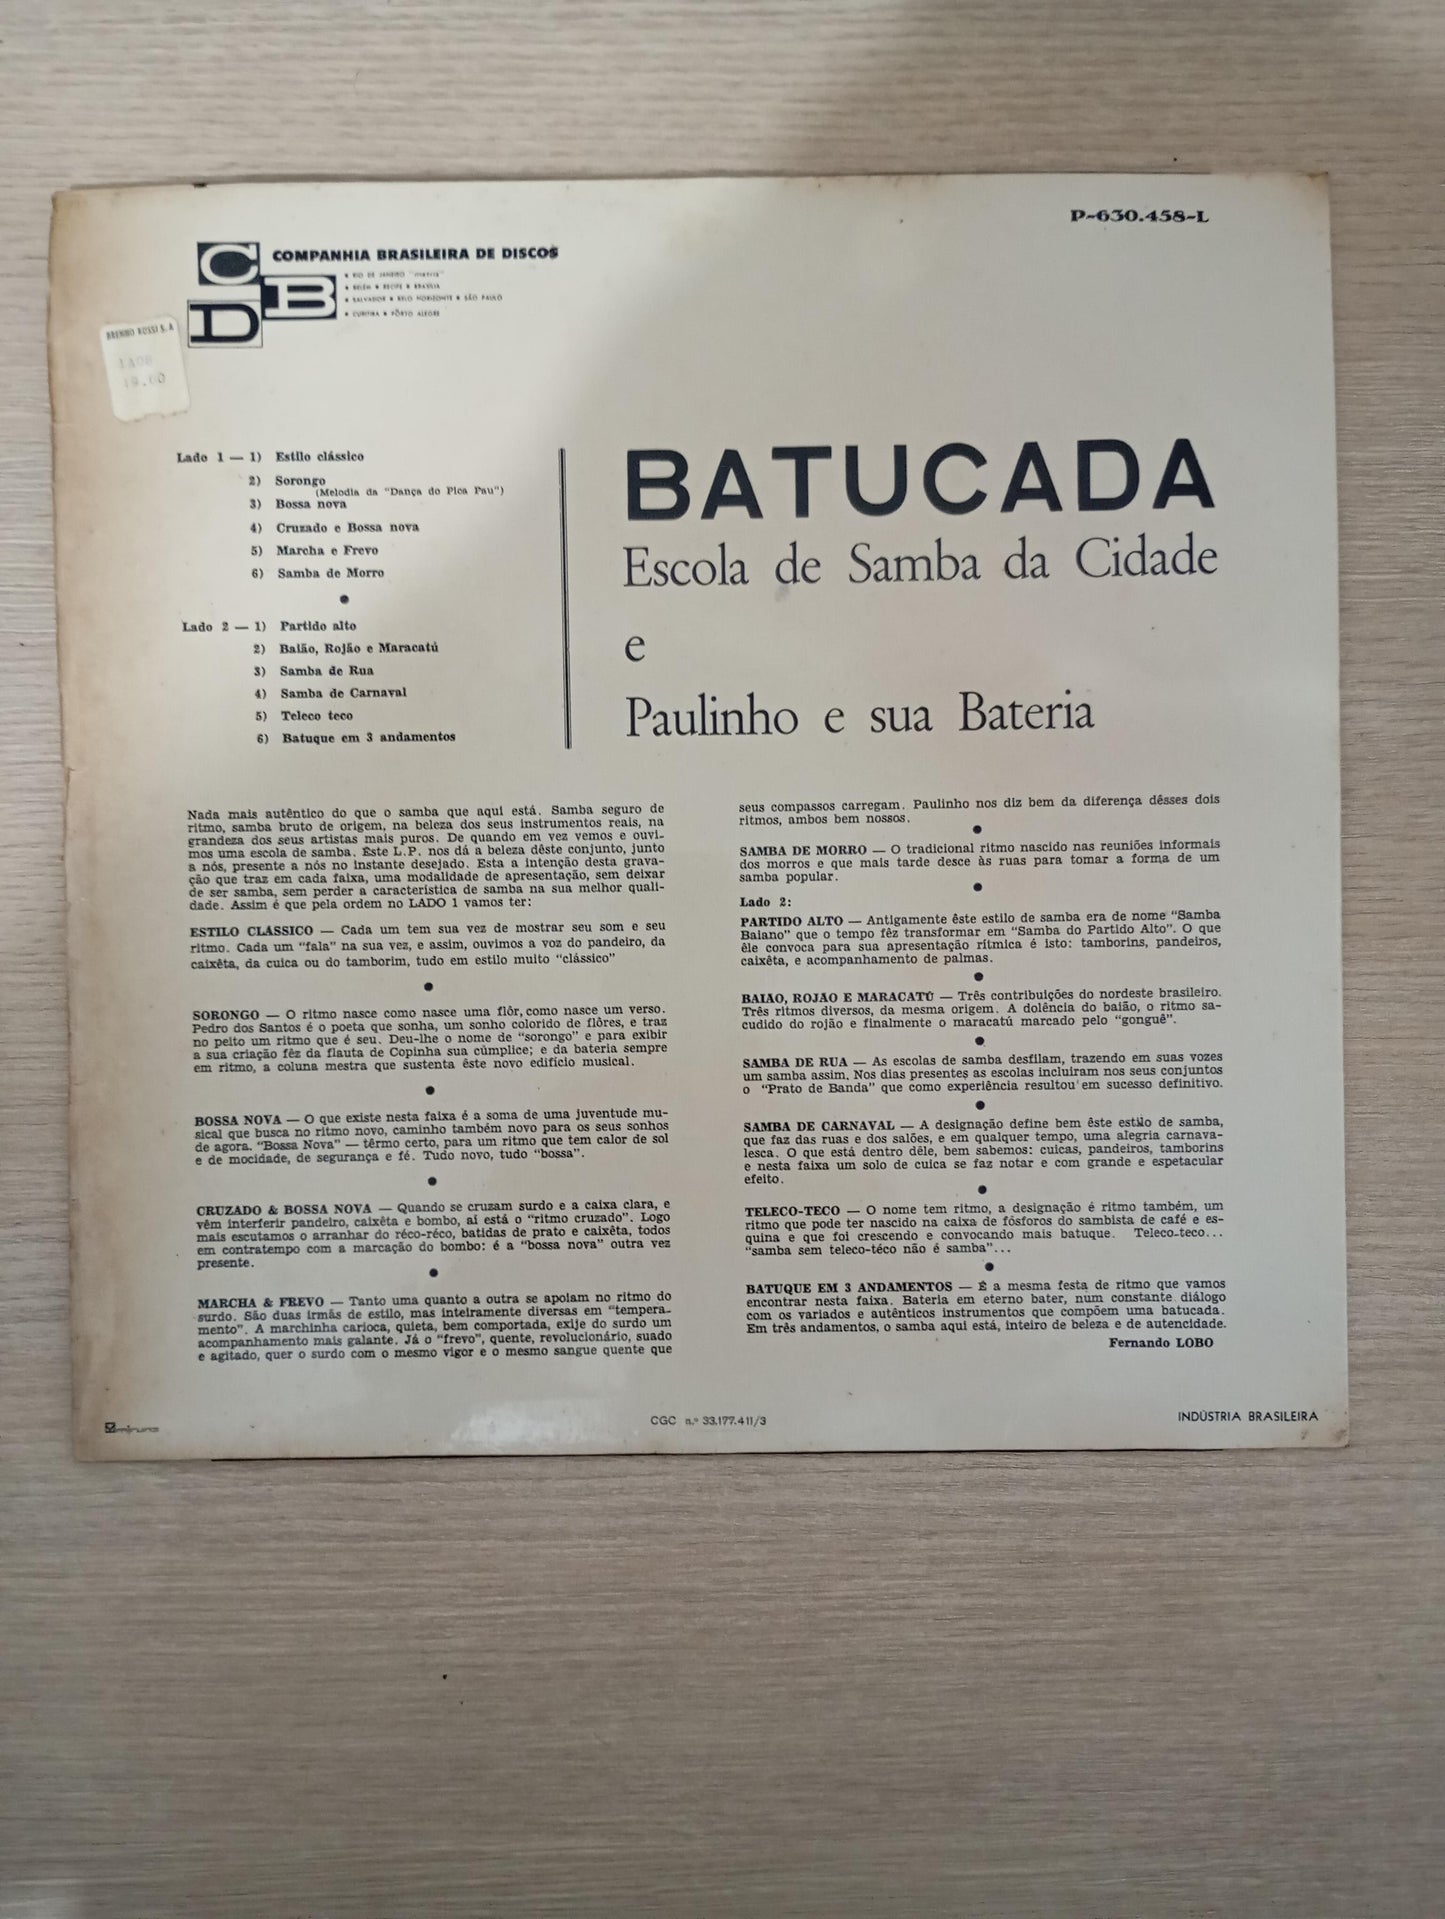 P-630.458-L
COMPANHIA BRASILEIRA DE DISCOS
CBD
• RIO DE JANEIRO "matriz"
• BELÉM • RECIFE • BRASÍLIA
• SALVADOR • BELO HORIZONTE • SÃO PAULO
• CURITIBA • PÔRTO ALEGRE
BRENNO ROSSI S.A
Lado 1 — 1) Estilo clássico
2) Sorongo
(Melodia da "Dança do Pica Pau")
3) Bossa nova
4) Cruzado e Bossa nova
5) Marcha e Frevo
6) Samba de Morro
Lado 2 — 1) Partido alto
2) Baião, Rojão e Maracatú
3) Samba de Rua
4) Samba de Carnaval
5) Teleco teco
6) Batuque em 3 andamentos
BATUCADA
Escola de Samba da Cidade
e
Paulinho e sua Bateria
Nada mais autêntico do que o samba que aqui está. Samba seguro de
ritmo, samba bruto de origem, na beleza dos seus instrumentos reais, na
grandeza dos seus artistas mais puros. De quando em vez vemos e ouvi-
mos uma escola de samba. Êste L.P. nos dá a beleza dêste conjunto, junto
a nós, presente a nós no instante desejado. Esta a intenção desta grava-
ção que traz em cada faixa, uma modalidade de apresentação, sem deixar
de ser samba, sem perder a característica de samba na sua melhor quali-
dade. Assim é que pela ordem no LADO 1 vamos ter:
ESTILO CLÁSSICO — Cada um tem sua vez de mostrar seu som e seu
ritmo. Cada um "fala" na sua vez, e assim, ouvimos a voz do pandeiro, da
caixêta, da cuica ou do tamborim, tudo em estilo muito "clássico"
SORONGO — O ritmo nasce como nasce uma flôr, como nasce um verso.
Pedro dos Santos é o poeta que sonha, um sonho colorido de flôres, e traz
no peito um ritmo que é seu. Deu-lhe o nome de "sorongo" e para exibir
a sua criação fêz da flauta de Copinha sua cúmplice; e da bateria sempre
em ritmo, a coluna mestra que sustenta êste novo edifício musical.
BOSSA NOVA — O que existe nesta faixa é a soma de uma juventude mu-
sical que busca no ritmo novo, caminho também novo para os seus sonhos
de agora. "Bossa Nova" — têrmo certo, para um ritmo que tem calor de sol
e de mocidade, de segurança e fé. Tudo novo, tudo "bossa".
CRUZADO & BOSSA NOVA — Quando se cruzam surdo e a caixa clara, e
vêm interferir pandeiro, caixêta e bombo, aí está o "ritmo cruzado". Logo
mais escutamos o arranhar do réco-réco, batidas de prato e caixêta, todos
em contratempo com a marcação do bombo: é a "bossa nova" outra vez
presente.
MARCHA & FREVO — Tanto uma quanto a outra se apoiam no ritmo do
surdo. São duas irmãs de estilo, mas inteiramente diversas em "tempera-
mento". A marchinha carioca, quieta, bem comportada, exije do surdo um
acompanhamento mais galante. Já o "frevo", quente, revolucionário, suado
e agitado, quer o surdo com o mesmo vigor e o mesmo sangue quente que
seus compassos carregam. Paulinho nos diz bem da diferença dêsses dois
ritmos, ambos bem nossos.
SAMBA DE MORRO — O tradicional ritmo nascido nas reuniões informais
dos morros e que mais tarde desce às ruas para tomar a forma de um
samba popular.
Lado 2:
PARTIDO ALTO — Antigamente êste estilo de samba era de nome "Samba
Baiano" que o tempo fêz transformar em "Samba do Partido Alto". O que
êle convoca para sua apresentação rítmica é isto: tamborins, pandeiros,
caixêta, e acompanhamento de palmas.
BAIAO, ROJAO E MARACATÚ — Três contribuições do nordeste brasileiro.
Três ritmos diversos, da mesma origem. A dolência do baião, o ritmo sa-
cudido do rojão e finalmente o maracatú marcado pelo "gonguê".
SAMBA DE RUA — As escolas de samba desfilam, trazendo em suas vozes
um samba assim. Nos dias presentes as escolas incluiram nos seus conjuntos
o "Prato de Banda" que como experiência resultou em sucesso definitivo.
SAMBA DE CARNAVAL — A designação define bem êste estilo de samba,
que faz das ruas e dos salões, e em qualquer tempo, uma alegria carnava-
lesca. O que está dentro dêle, bem sabemos: cuicas, pandeiros, tamborins
e nesta faixa um solo de cuica se faz notar e com grande e espetacular
efeito.
TELECO-TECO — O nome tem ritmo, a designação é ritmo também, um
ritmo que pode ter nascido na caixa de fósforos do sambista de café e es-
quina e que foi crescendo e convocando mais batuque. Teleco-teco...
"samba sem teleco-téco não é samba"...
BATUQUE EM 3 ANDAMENTOS — É a mesma festa de ritmo que vamos
encontrar nesta faixa. Bateria em eterno bater, num constante diálogo
com os variados e autênticos instrumentos que compõem uma batucada.
Em três andamentos, o samba aqui está, inteiro de beleza e de autencidade.
Fernando LOBO
CGC n.º 33.177.411/3
INDÚSTRIA BRASILEIRA